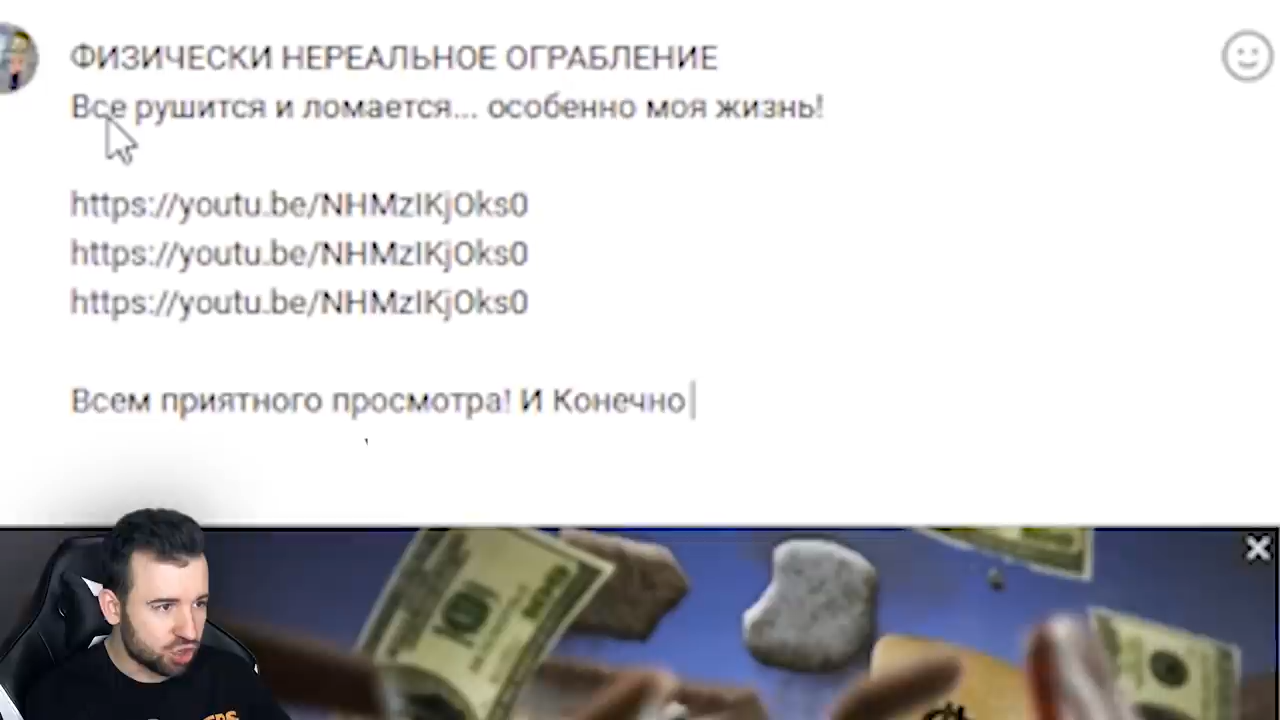 ФИЗИЧЕСКИ НЕРЕАЛЬНОЕ ОГРАБЛЕНИЕ
Все рушится и ломается... особенно моя жизнь!
https://youtu.be/NHMzIKjOks0
https://youtu.be/NHMzIKjOks0
https://youtu.be/NHMzIKjOks0
Всем приятного просмотра! И Конечно